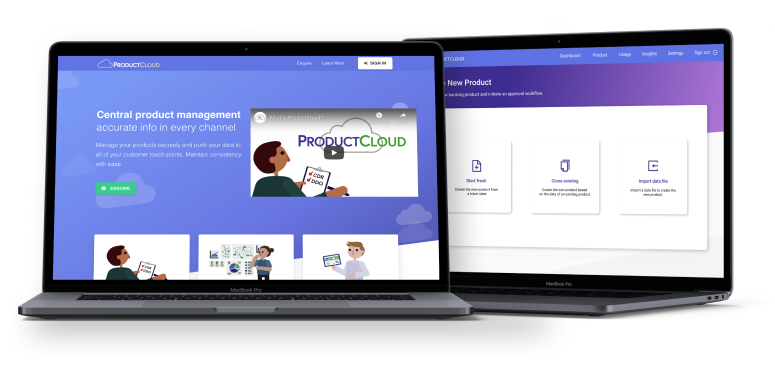 PRODUCTCLOUD
Enquire
Learn More
SIGN IN
Central product management
accurate info in every channel
Manage your products securely and push your data to
all of your customer touch points. Maintain consistency
with ease.
ENQUIRE
What is ProductCloud?
PRODUCTCLOUD
CDR
DDO
CDR
DDO
MacBook Pro
CTCLOUD
Dashboard
Product
Usage
Insights
Settings
Sign out
New Product
banking product and initiate an approval workflow.
Start fresh
Create the new product from
a blank slate
Clone existing
Create the new product based
on the data of an existing product
Import data file
Import a data file to create the
new product
MacBook Pro